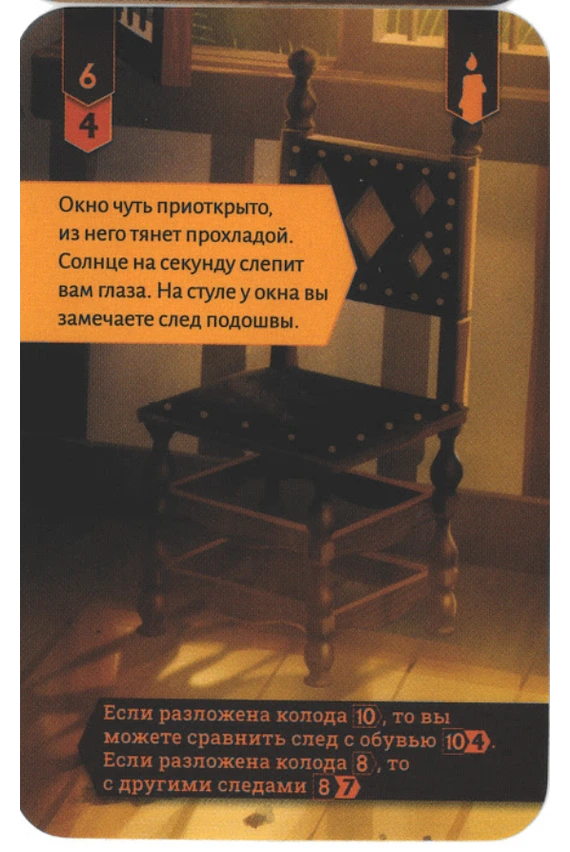 6
4
Окно чуть приоткрыто,
из него тянет прохладой.
Солнце на секунду слепит
вам глаза. На стуле у окна вы
замечаете след подошвы.
Если разложена колода 10, то вы
можете сравнить след с обувью 10 4.
Если разложена колода 8, то
с другими следами 8 7